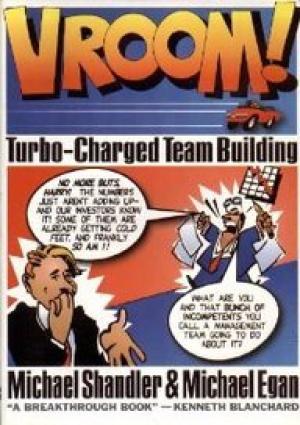 VROOM!
Turbo-Charged Team Building
NO MORE BUTS,
HARRY! THE NUMBERS
JUST AREN'T ADDING UP-
AND OUR INVESTORS KNOW
IT! SOME OF THEM ARE
ALREADY GETTING COLD
FEET. AND FRANKLY
SO AM I!
WHAT ARE YOU
AND THAT BUNCH OF
INCOMPETENTS YOU
CALL A MANAGEMENT
TEAM GOING TO DO
ABOUT IT?
Michael Shandler & Michael Egan
"A BREAKTHROUGH BOOK" — KENNETH BLANCHARD